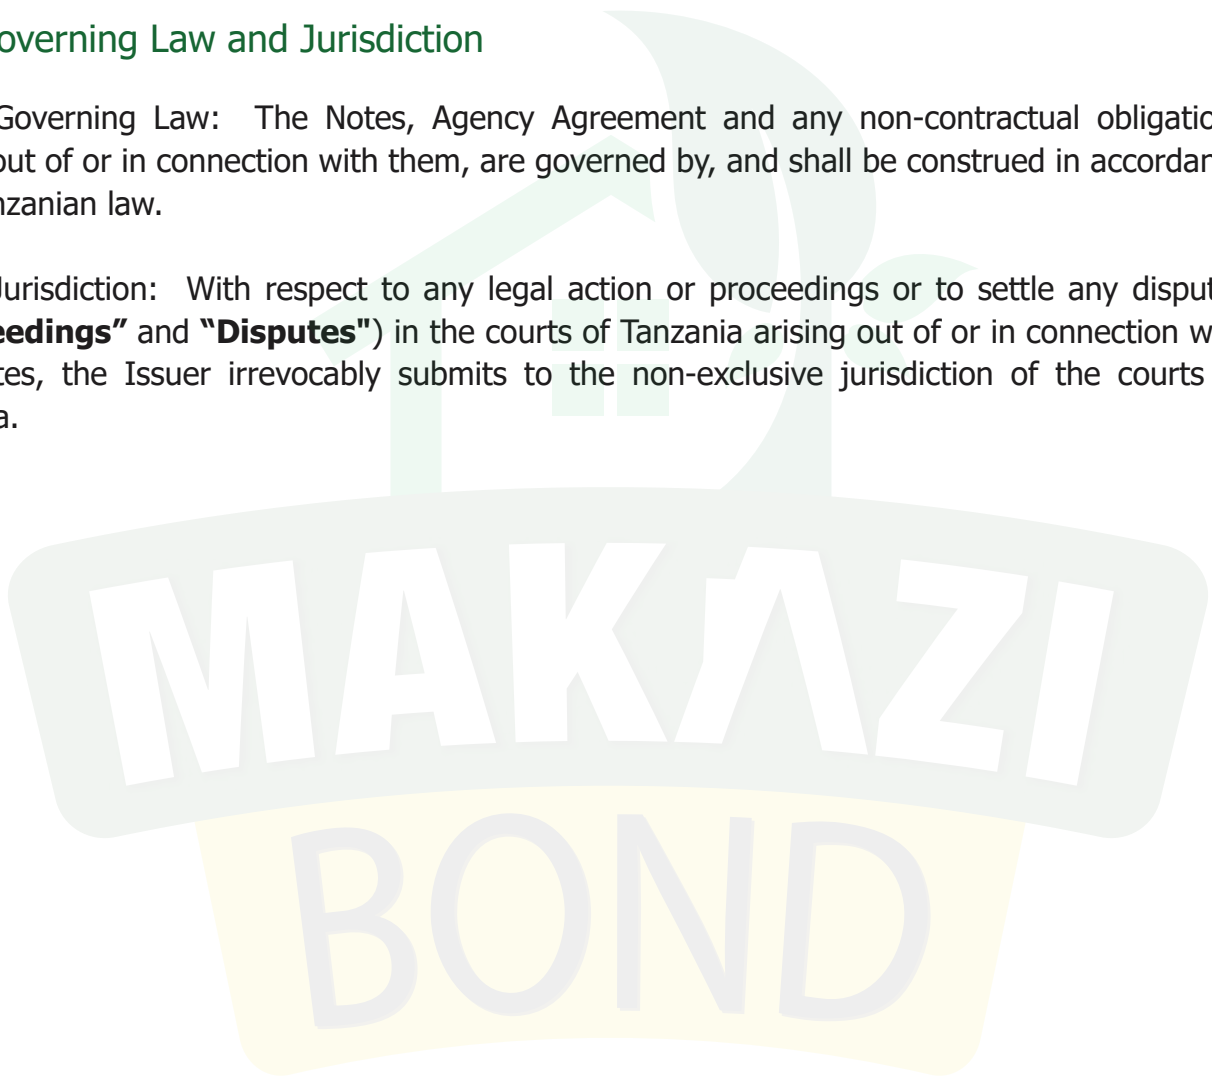 overning Law and Jurisdiction
Governing Law: The Notes, Agency Agreement and any non-contractual obligatio
out of or in connection with them, are governed by, and shall be construed in accordan
nzanian law.
Jurisdiction: With respect to any legal action or proceedings or to settle any disput
eedings” and “Disputes") in the courts of Tanzania arising out of or in connection w
tes, the Issuer irrevocably submits to the non-exclusive jurisdiction of the courts
a.
MAKAZI
BOND